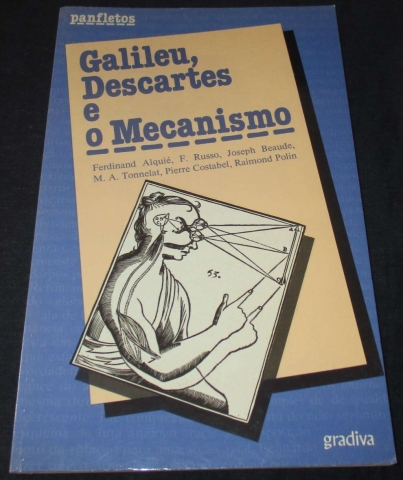 panfletos
Galileu,
Descartes
e
o Mecanismo
Ferdinand Alquié, F. Russo, Joseph Beaude,
M. A. Tonnelat, Pierre Costabel, Raimond Polin
53.
gradiva